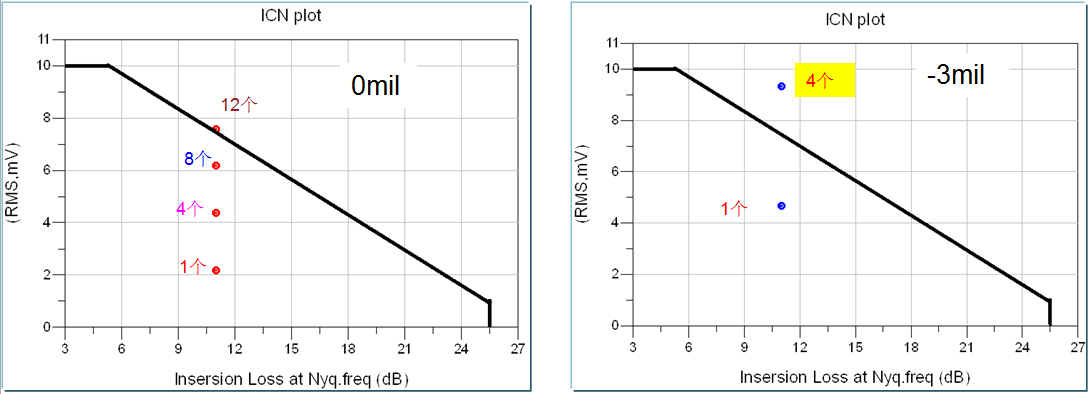 ICN plot
0mil
12个
8个
4个
1个
11
10
8
6
4
2
0
3
6
9
12
15
18
21
24
27
(RMS.mV)
Insersion Loss at Nyq.freq (dB)
ICN plot
-3mil
4个
1个
11
10
8
6
4
2
0
3
6
9
12
15
18
21
24
27
(RMS.mV)
Insersion Loss at Nyq.freq (dB)